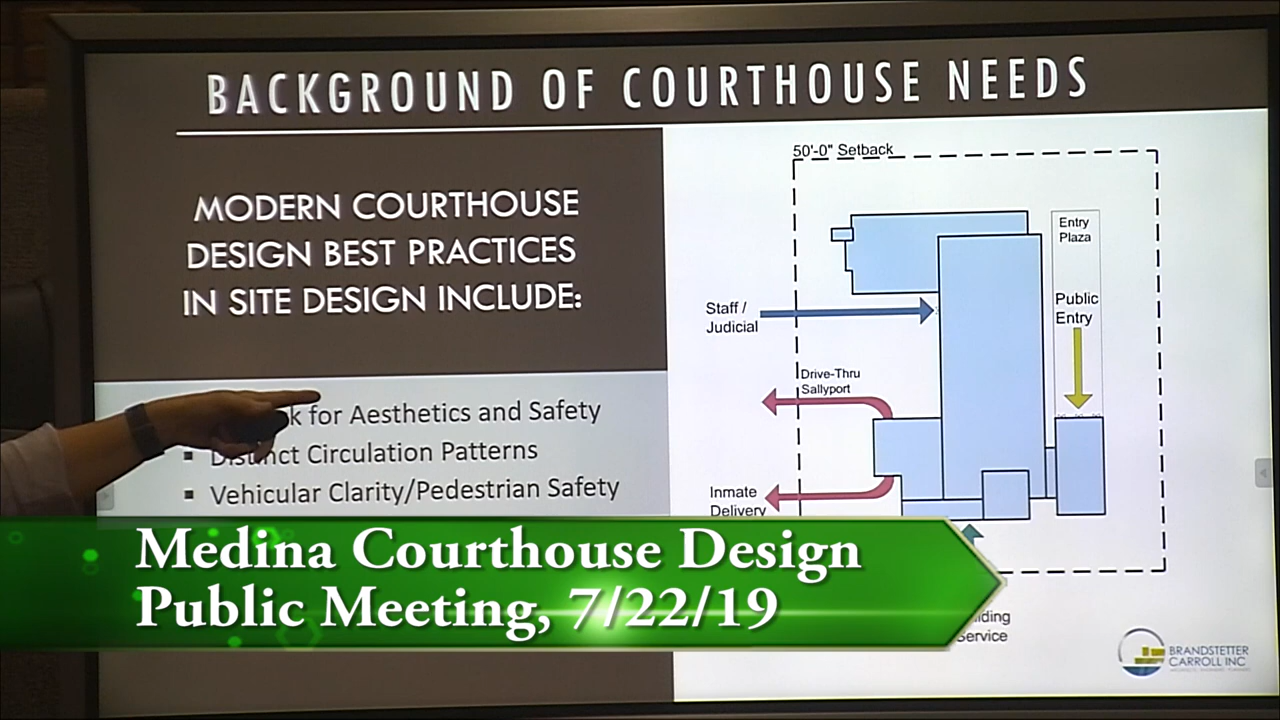 BACKGROUND OF COURTHOUSE NEEDS
MODERN COURTHOUSE
DESIGN BEST PRACTICES
IN SITE DESIGN INCLUDE:
for Aesthetics and Safety
Distinct Circulation Patterns
Vehicular Clarity/Pedestrian Safety
50'-0" Setback
Entry
Plaza
Public
Entry
Staff /
Judicial
Drive-Thru
Sallyport
Inmate
Delivery
Service
BRANDSTETTER
CARROLL INC
Medina Courthouse Design
Public Meeting, 7/22/19